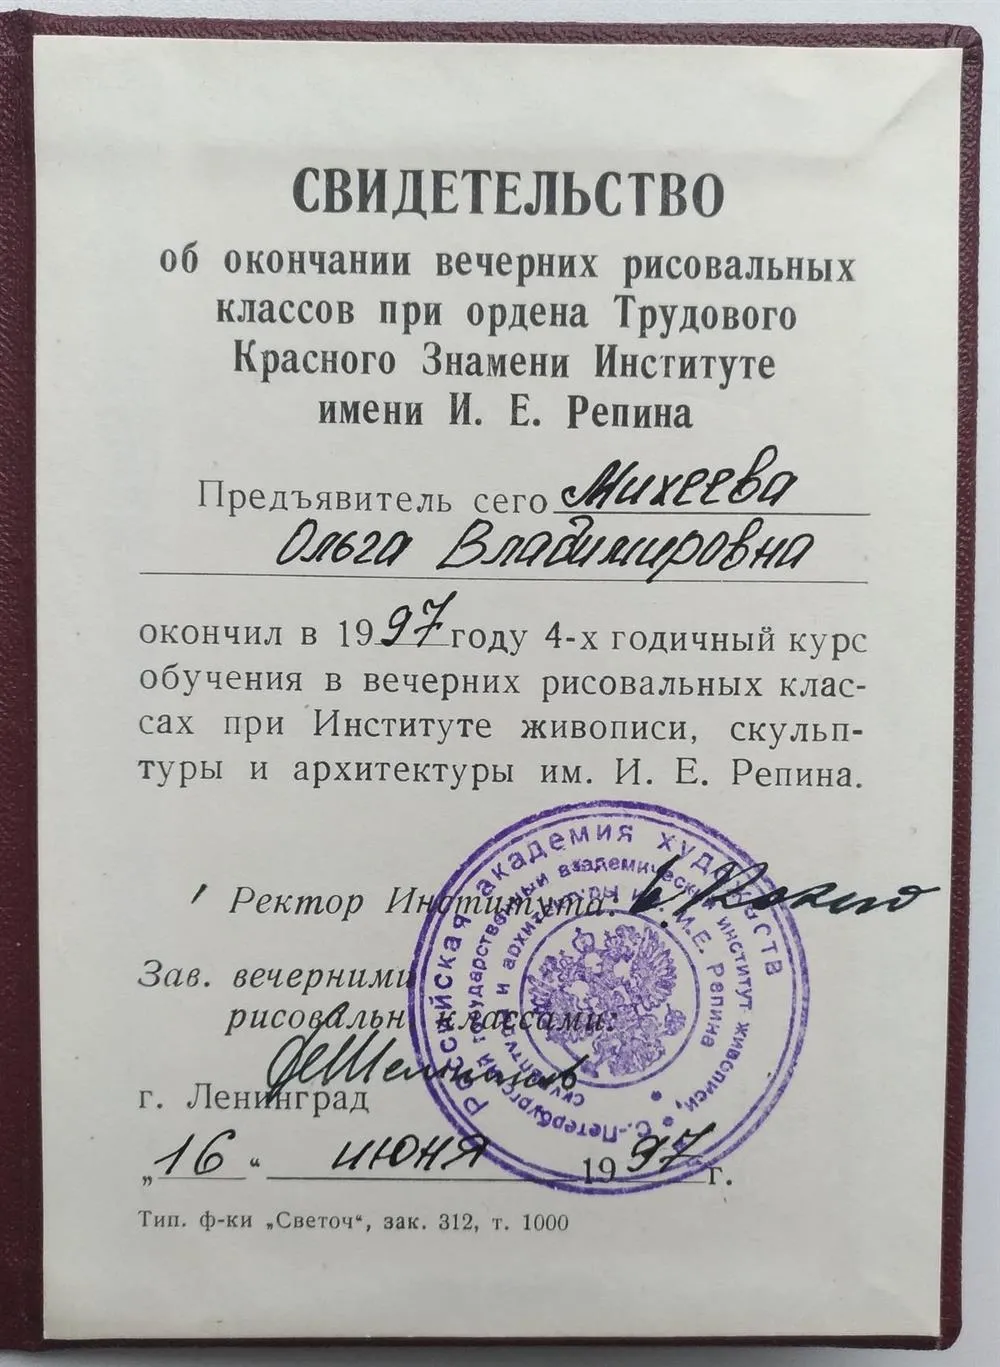 СВИДЕТЕЛЬСТВО
об окончании вечерних рисовальных
классов при ордена Трудового
Красного Знамени Институте
имени И. Е. Репина
Предъявитель сего Михеева
Ольга Владимировна
окончил в 1997 году 4-х годичный курс
обучения в вечерних рисовальных клас-
сах при Институте живописи, скульп-
туры и архитектуры им. И. Е. Репина.
Ректор Института:
Зав. вечерними
рисовальн. классами:
г. Ленинград
„16“ июня 1997 г.
Тип. ф-ки „Светоч“, зак. 312, т. 1000
Российская академия художеств
С.-Петербургский государственный академический институт живописи,
скульптуры и архитектуры им. И.Е. Репина